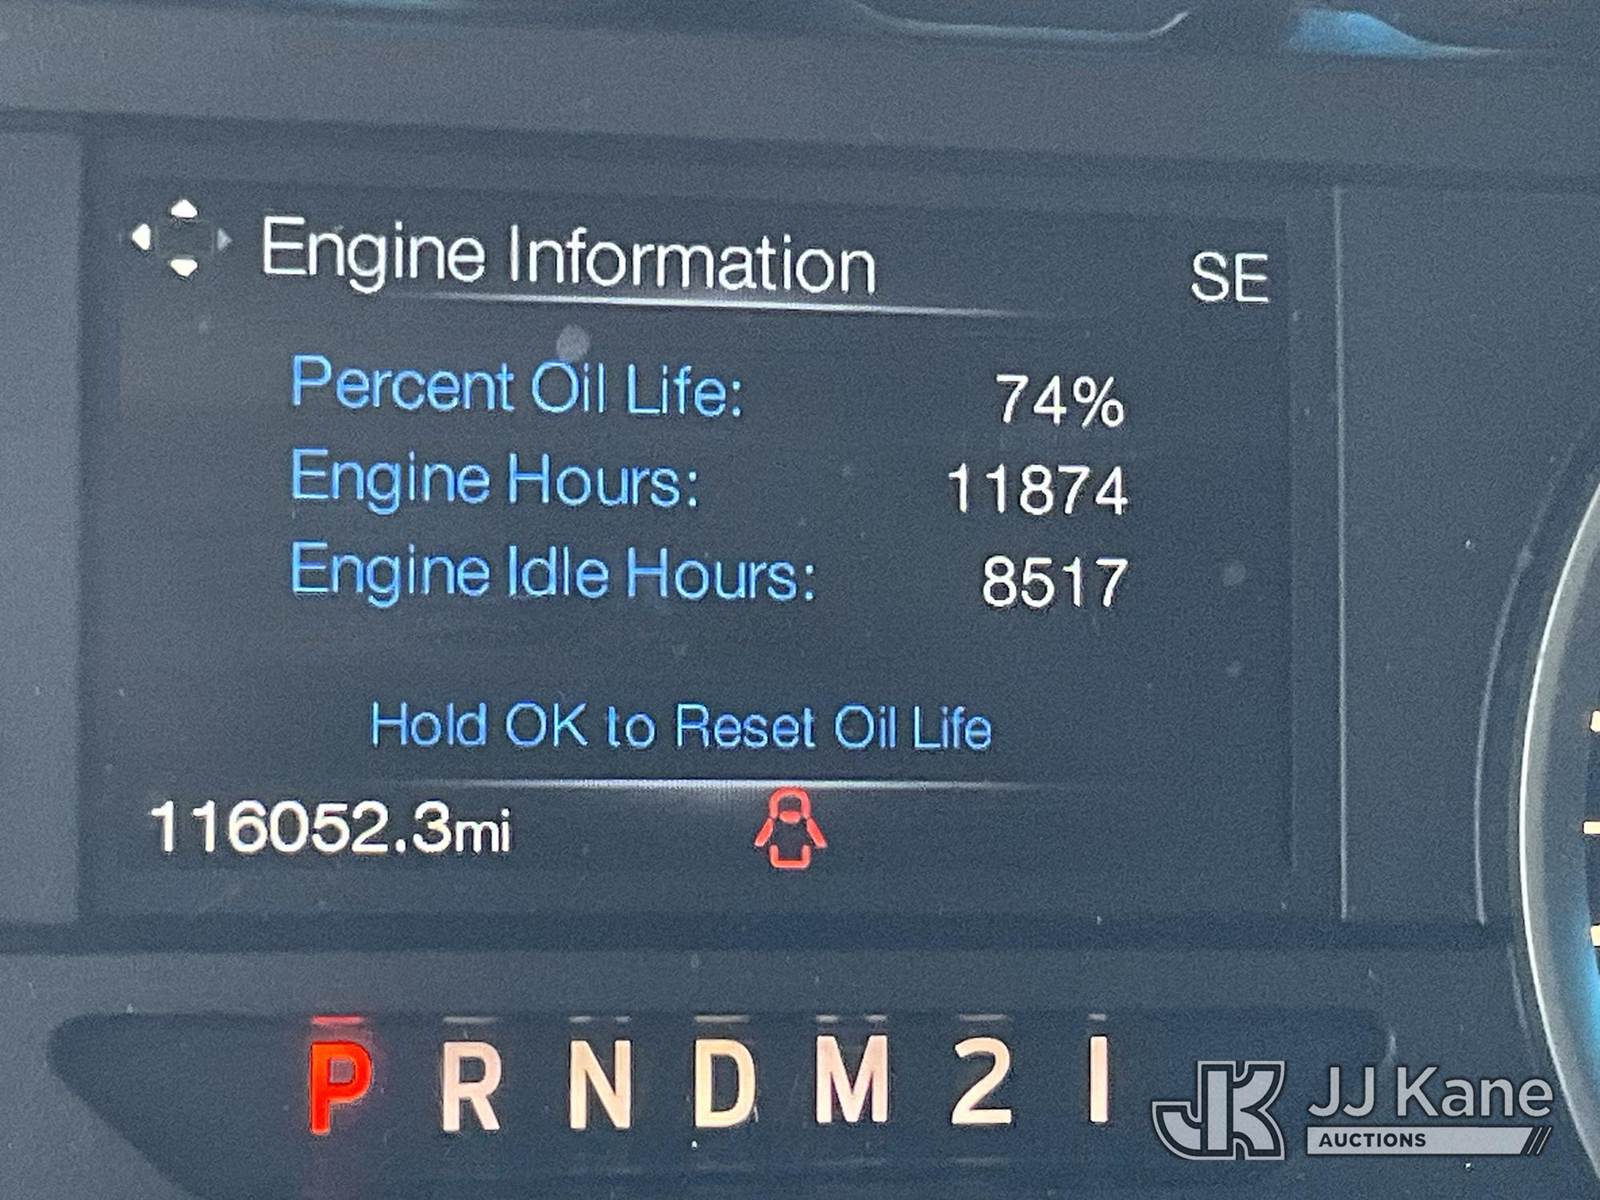 Engine Information SE
Percent Oil Life: 74%
Engine Hours: 11874
Engine Idle Hours: 8517
Hold OK to Reset Oil Life
116052.3mi
P R N D M 2 1
JK JJ Kane
AUCTIONS